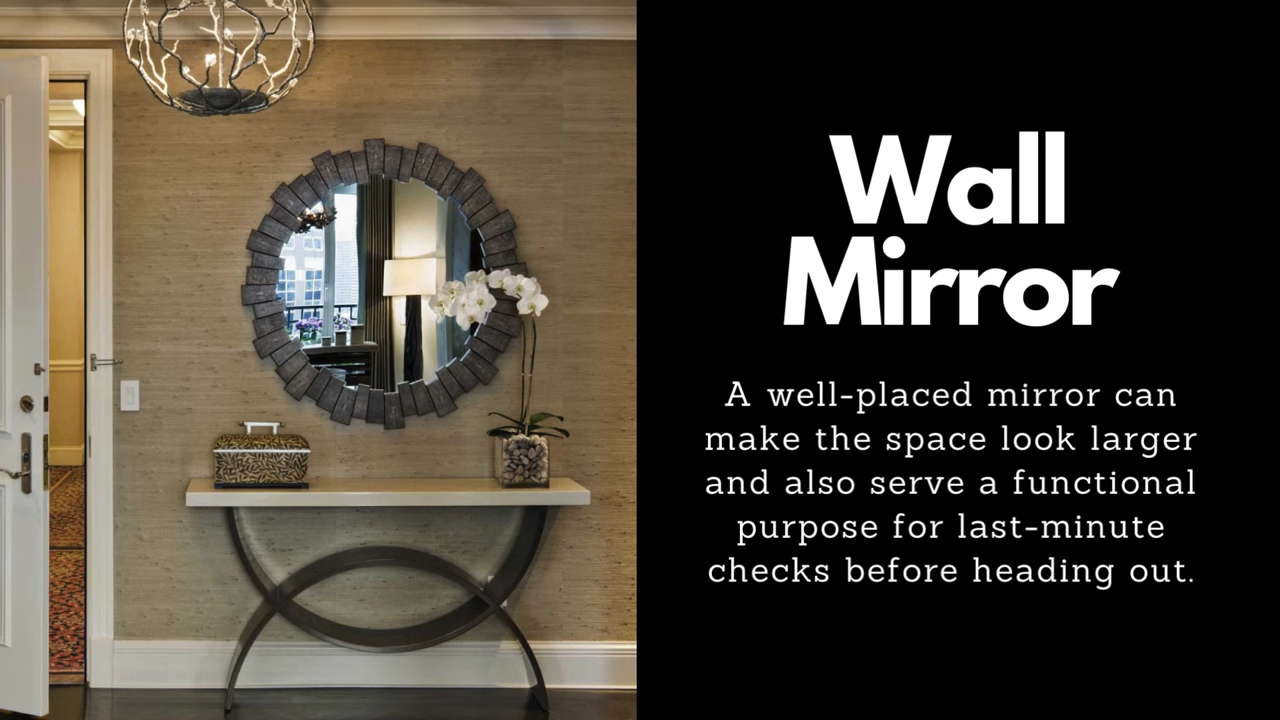 Wall
Mirror
A well-placed mirror can
make the space look larger
and also serve a functional
purpose for last-minute
checks before heading out.